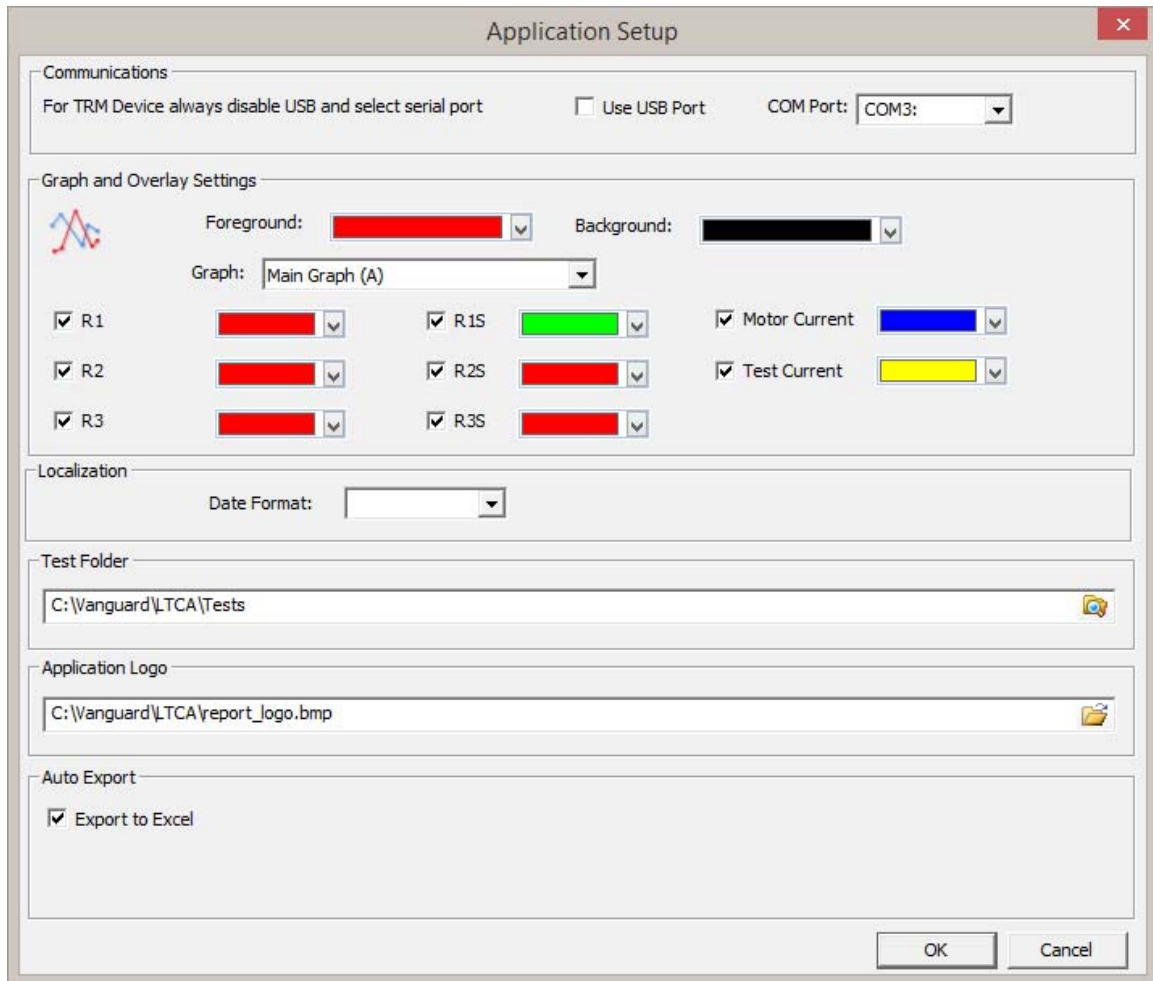 Application Setup
Communications
For TRM Device always disable USB and select serial port Use USB Port COM Port: COM3:
Graph and Overlay Settings
Foreground: Background:
Graph: Main Graph (A)
R1 R1S Motor Current
R2 R2S Test Current
R3 R3S
Localization
Date Format:
Test Folder
C:\Vanguard\LTCA\Tests
Application Logo
C:\Vanguard\LTCA\report_logo.bmp
Auto Export
Export to Excel
OK Cancel